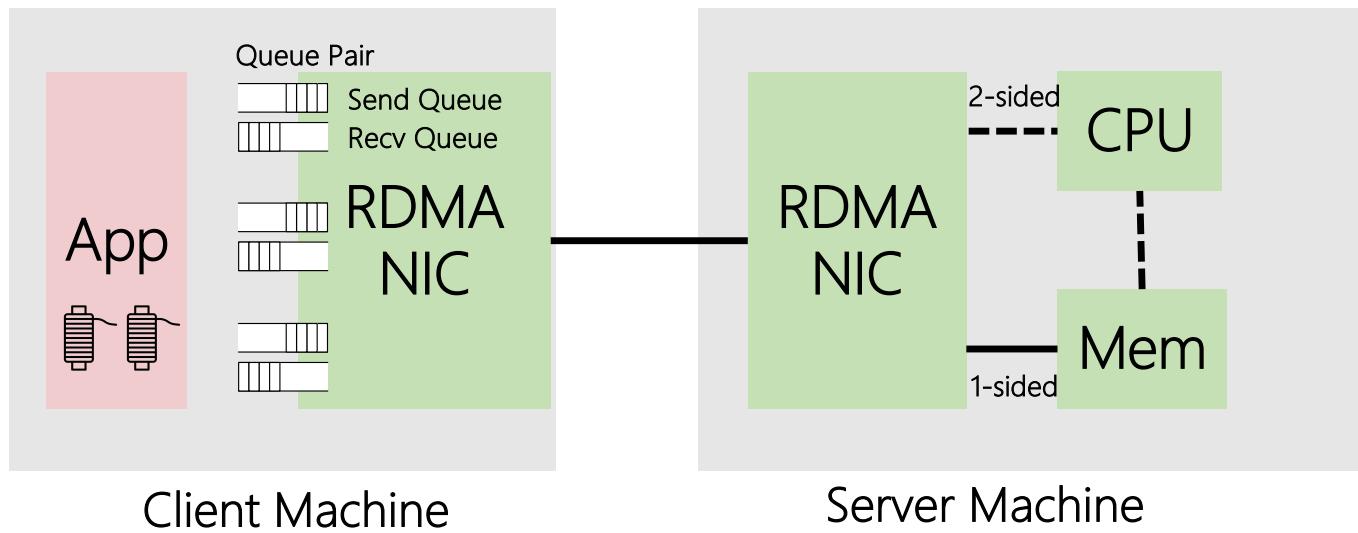 Queue Pair
Send Queue
Recv Queue
App
RDMA
NIC
RDMA
NIC
2-sided
CPU
Mem
1-sided
Client Machine
Server Machine